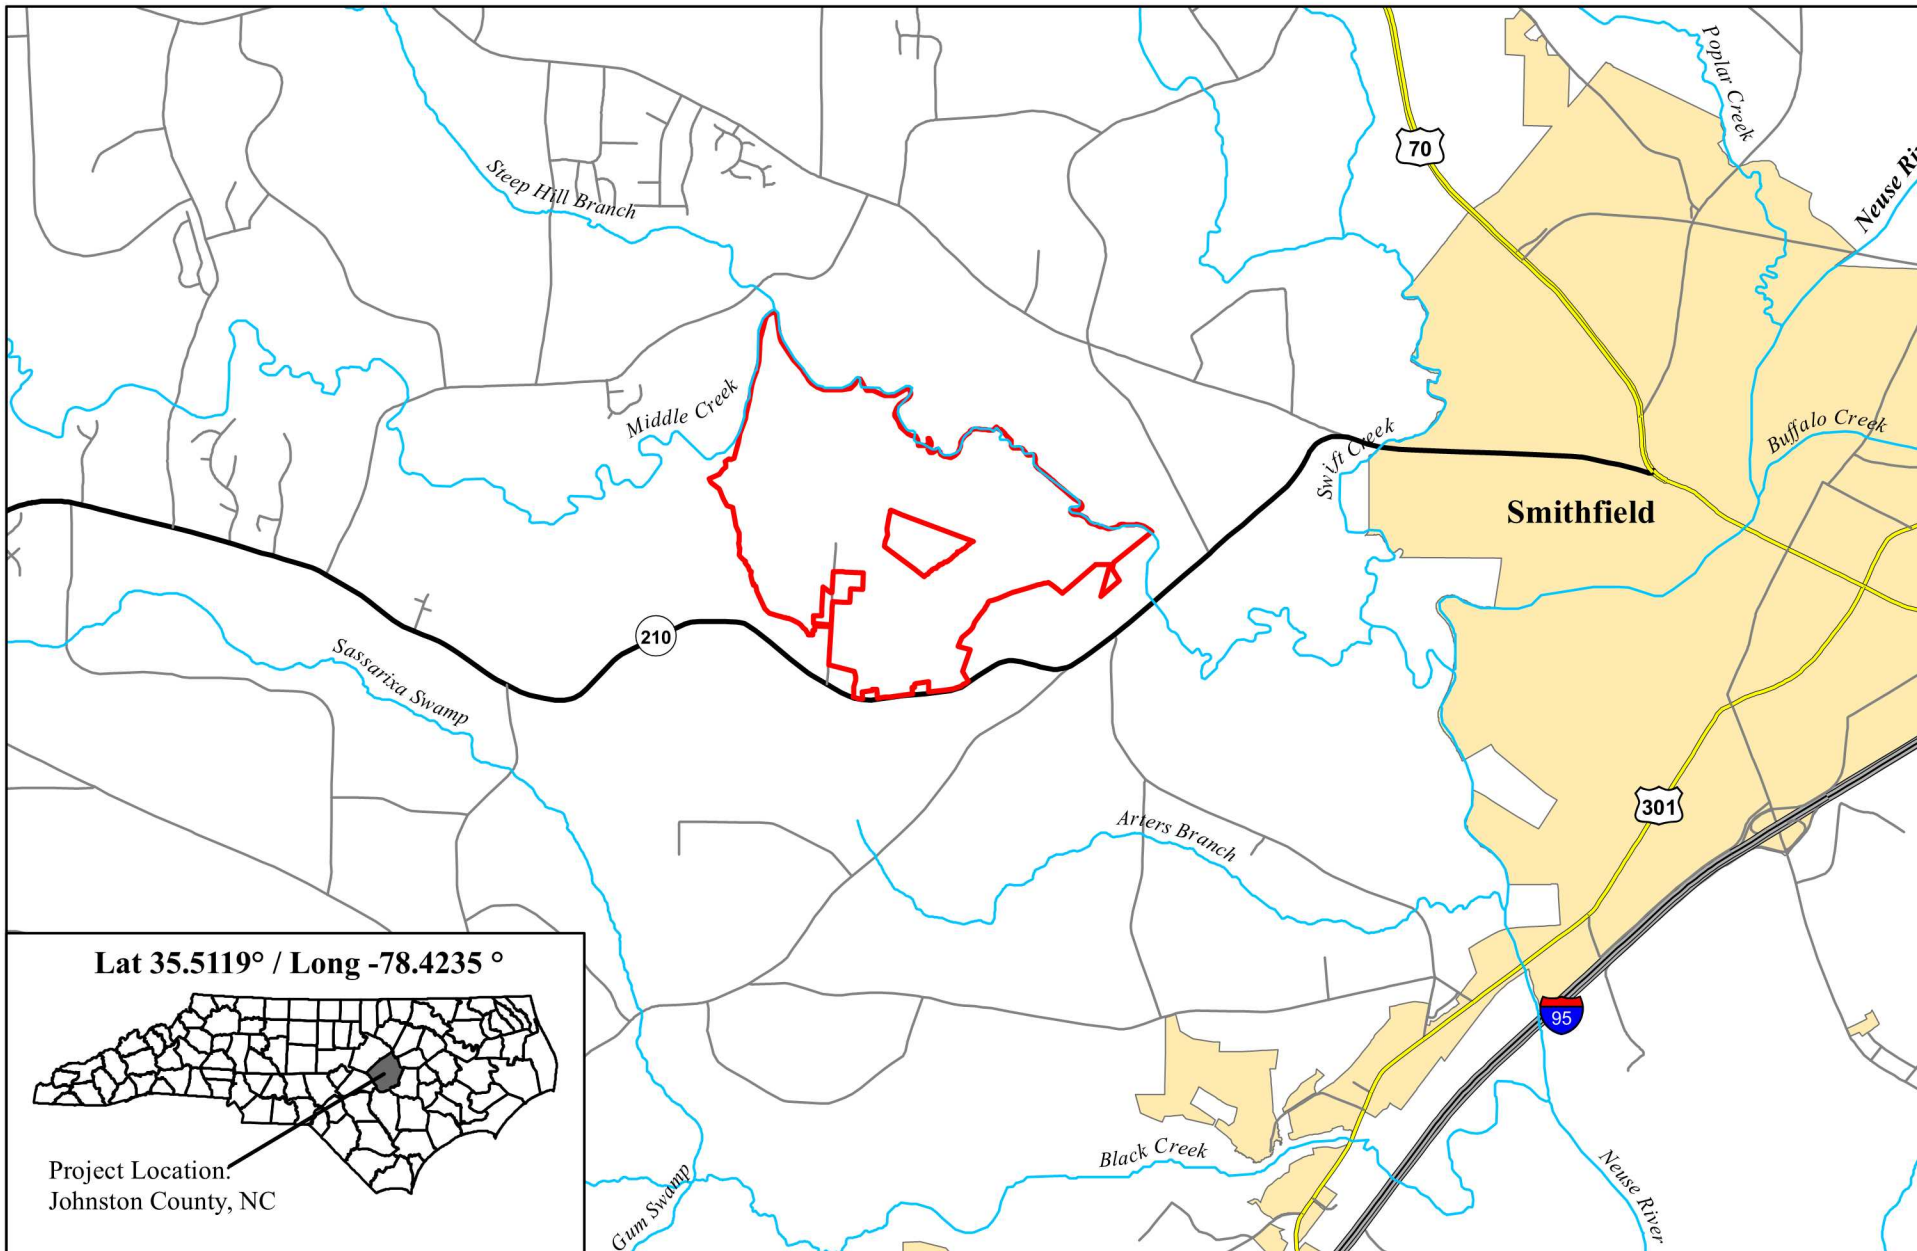 Poplar Creek
70
Neuse Riv
Steep Hill Branch
Middle Creek
Swift Creek
Buffalo Creek
Smithfield
210
Sassarixa Swamp
301
Arters Branch
95
Lat 35.5119° / Long -78.4235 °
Project Location:
Johnston County, NC
Black Creek
Gum Swamp
Neuse River